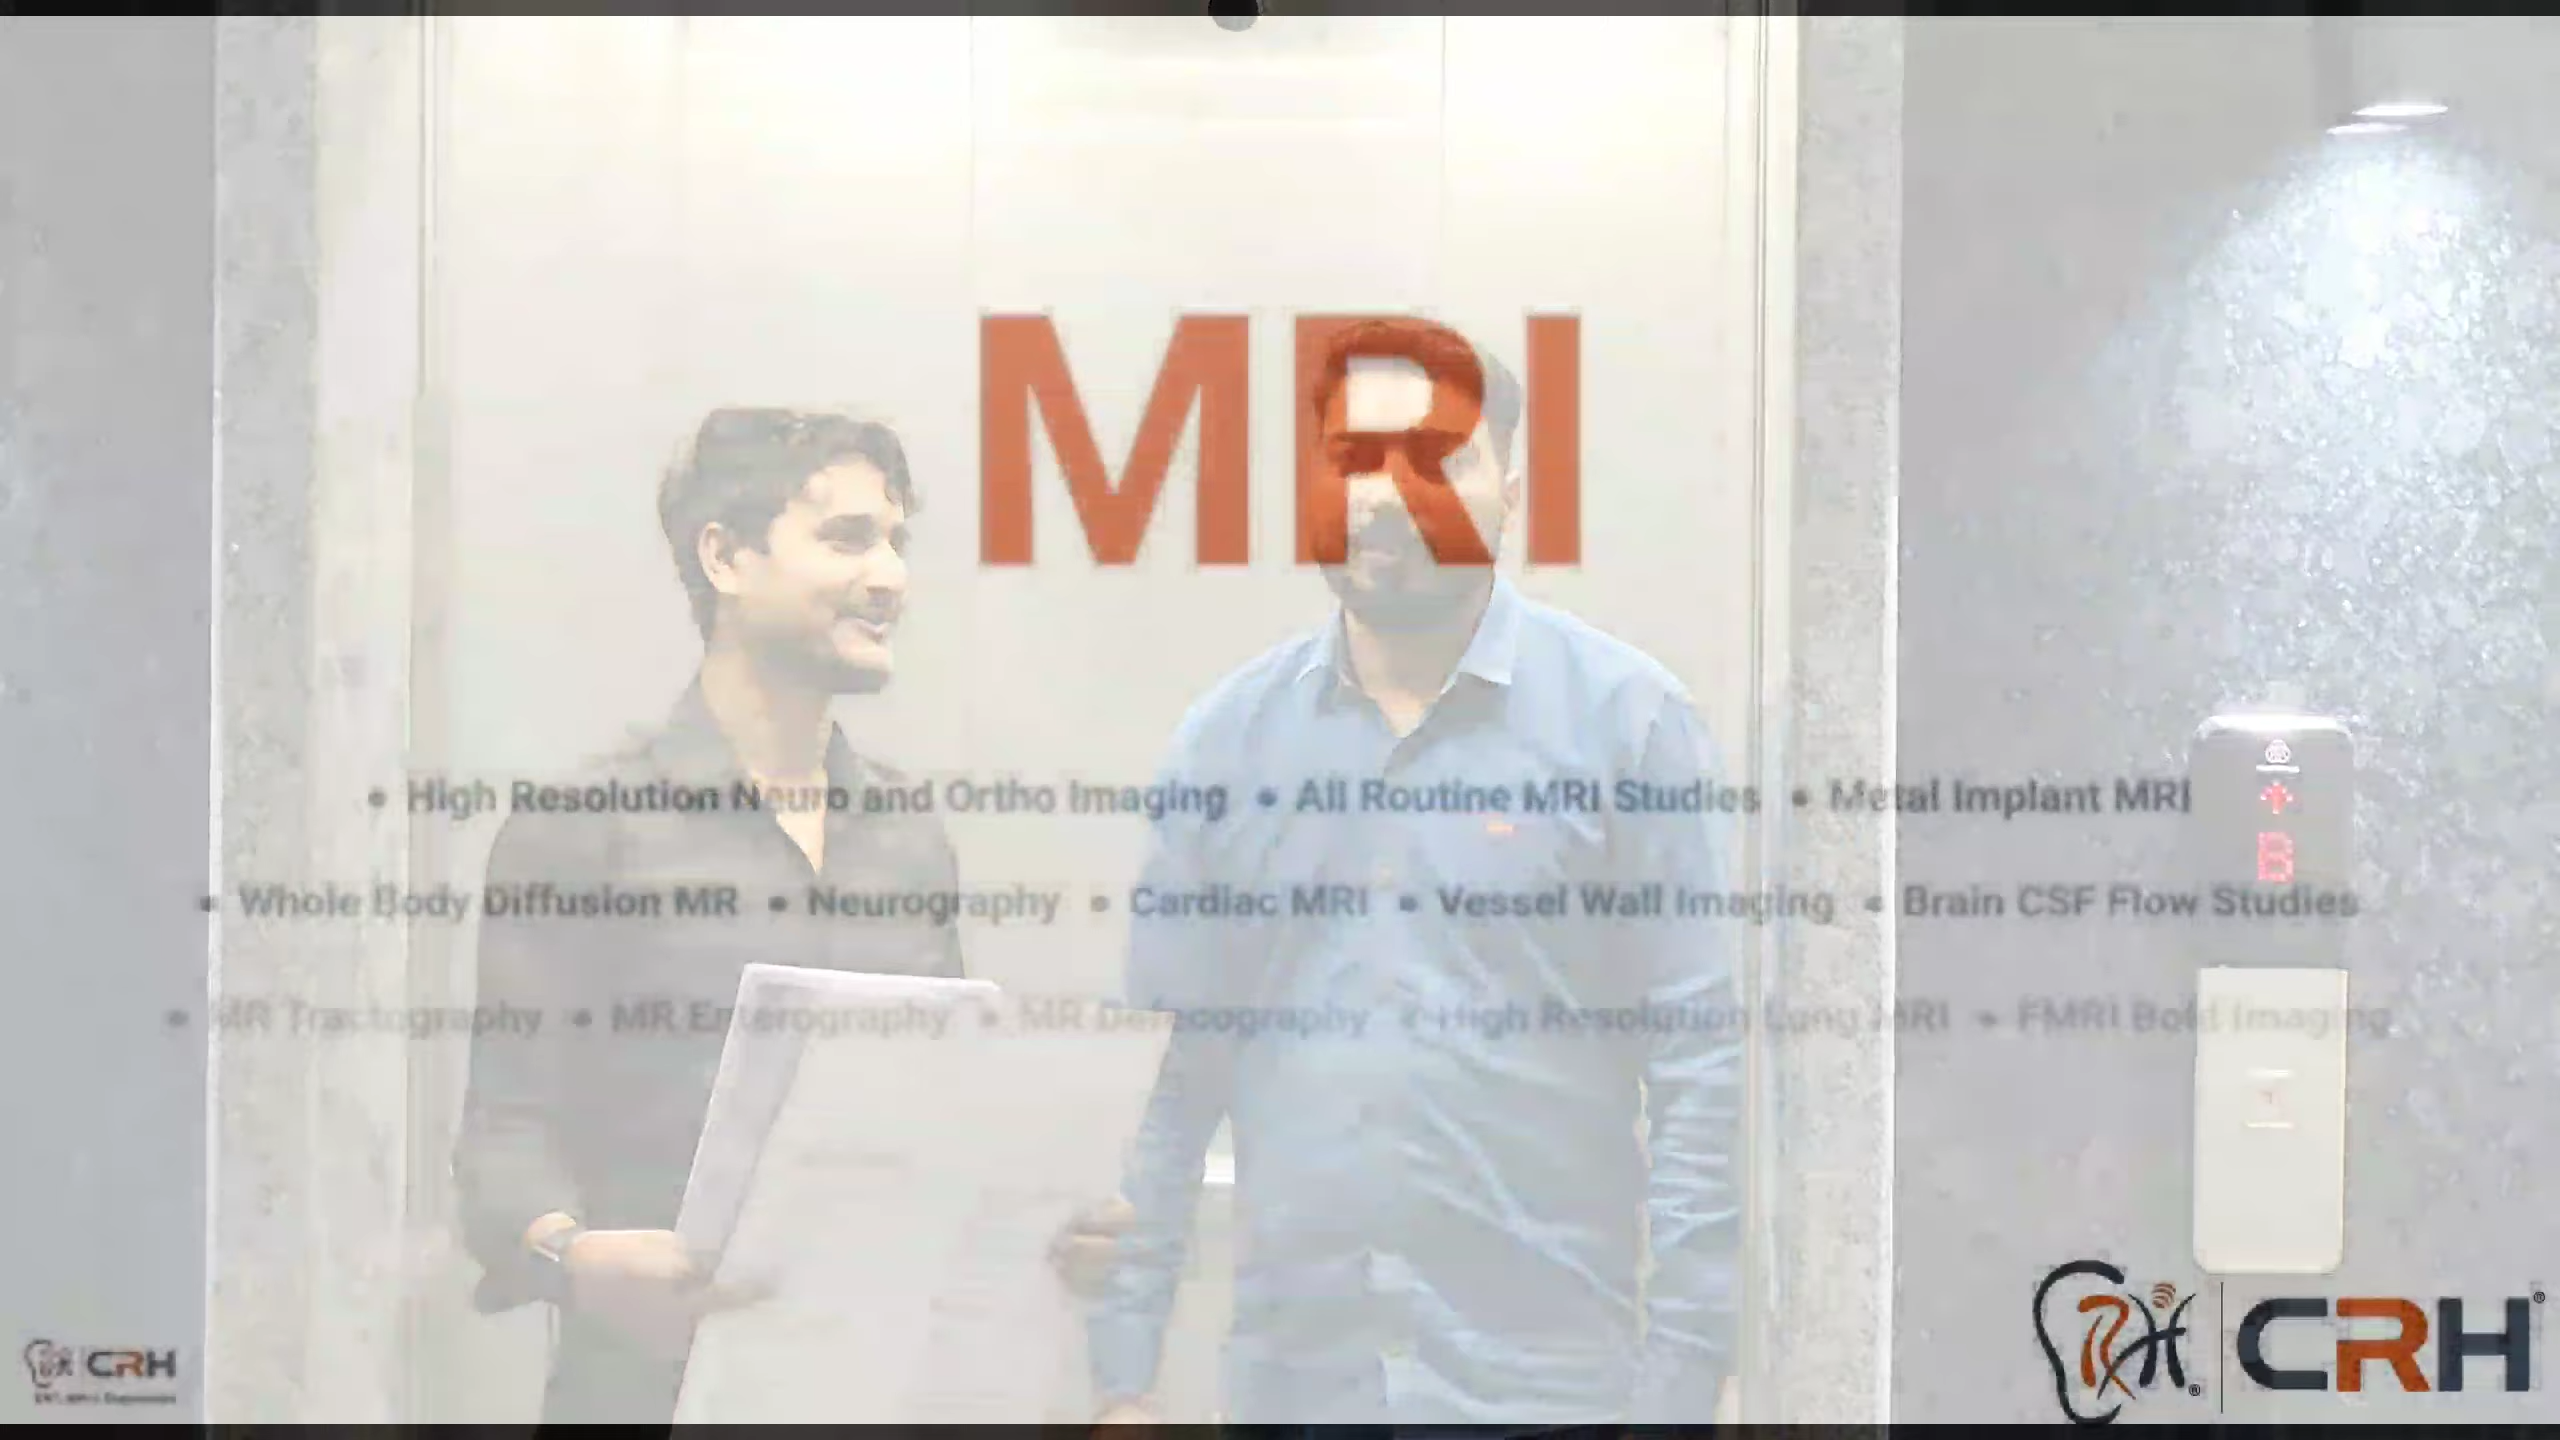 MRI
• High Resolution Neuro and Ortho Imaging • All Routine MRI Studies • Metal Implant MRI
• Whole Body Diffusion MR • Neurography • Cardiac MRI • Vessel Wall Imaging • Brain CSF Flow Studies
• MR Tractography • MR Enterography • MR Defecography • High Resolution Lung MRI • FMRI Bold Imaging
B
CRH
RH® CRH®